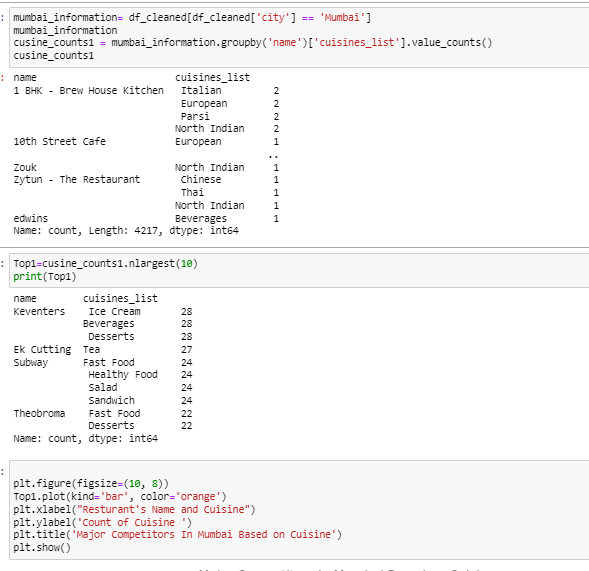 : mumbai_information= df_cleaned[df_cleaned['city'] == 'Mumbai']
mumbai_information
cusine_counts1 = mumbai_information.groupby('name')['cuisines_list'].value_counts()
cusine_counts1
: name                       cuisines_list
1 BHK - Brew House Kitchen   Italian         2
                             European        2
                             Parsi           2
                            North Indian     2
10th Street Cafe            European         1
                                            ..
Zouk                        North Indian     1
Zytun - The Restaurant       Chinese         1
                             Thai            1
                            North Indian     1
edwins                      Beverages        1
Name: count, Length: 4217, dtype: int64
: Top1=cusine_counts1.nlargest(10)
print(Top1)
name        cuisines_list
Keventers    Ice Cream       28
            Beverages        28
             Desserts        28
Ek Cutting  Tea              27
Subway      Fast Food        24
             Healthy Food    24
             Salad           24
             Sandwich        24
Theobroma    Fast Food       22
             Desserts        22
Name: count, dtype: int64
:
plt.figure(figsize=(10, 8))
Top1.plot(kind='bar', color='orange')
plt.xlabel("Resturant's Name and Cuisine")
plt.ylabel('Count of Cuisine ')
plt.title('Major Competitors In Mumbai Based on Cuisine')
plt.show()